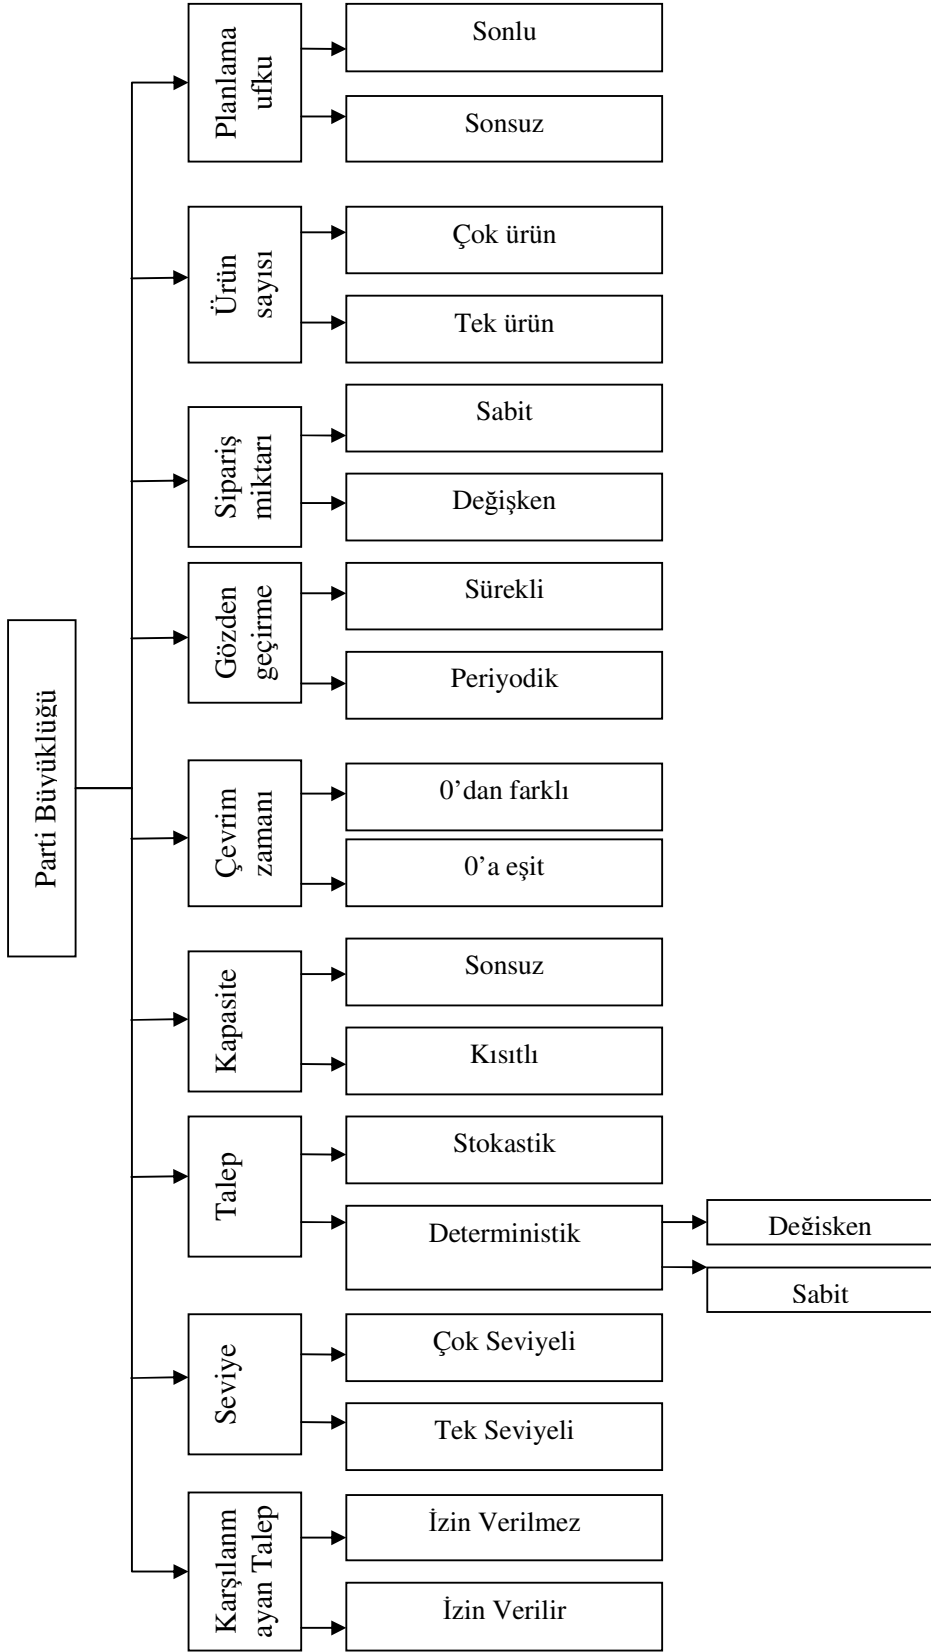 Parti Büyüklüğü
Planlama
ufku
Sonlu
Sonsuz
Ürün
sayısı
Çok ürün
Tek ürün
Sipariş
miktarı
Sabit
Değişken
Gözden
geçirme
Sürekli
Periyodik
Çevrim
zamanı
0’dan farklı
0’a eşit
Kapasite
Sonsuz
Kısıtlı
Talep
Stokastik
Deterministik
Değişken
Sabit
Seviye
Çok Seviyeli
Tek Seviyeli
Karşılanm
ayan Talep
İzin Verilmez
İzin Verilir